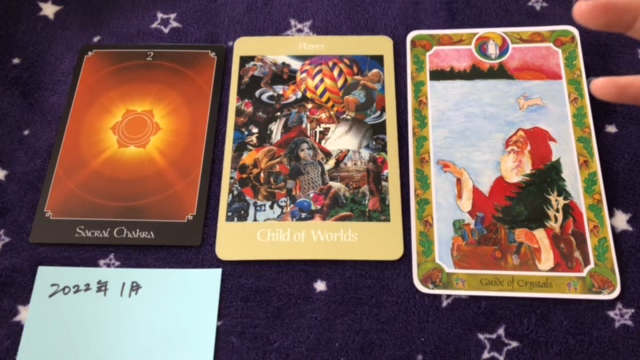 2
Sacral Chakra
Player
Child of Worlds
Guide of Crystals
2022年 1月